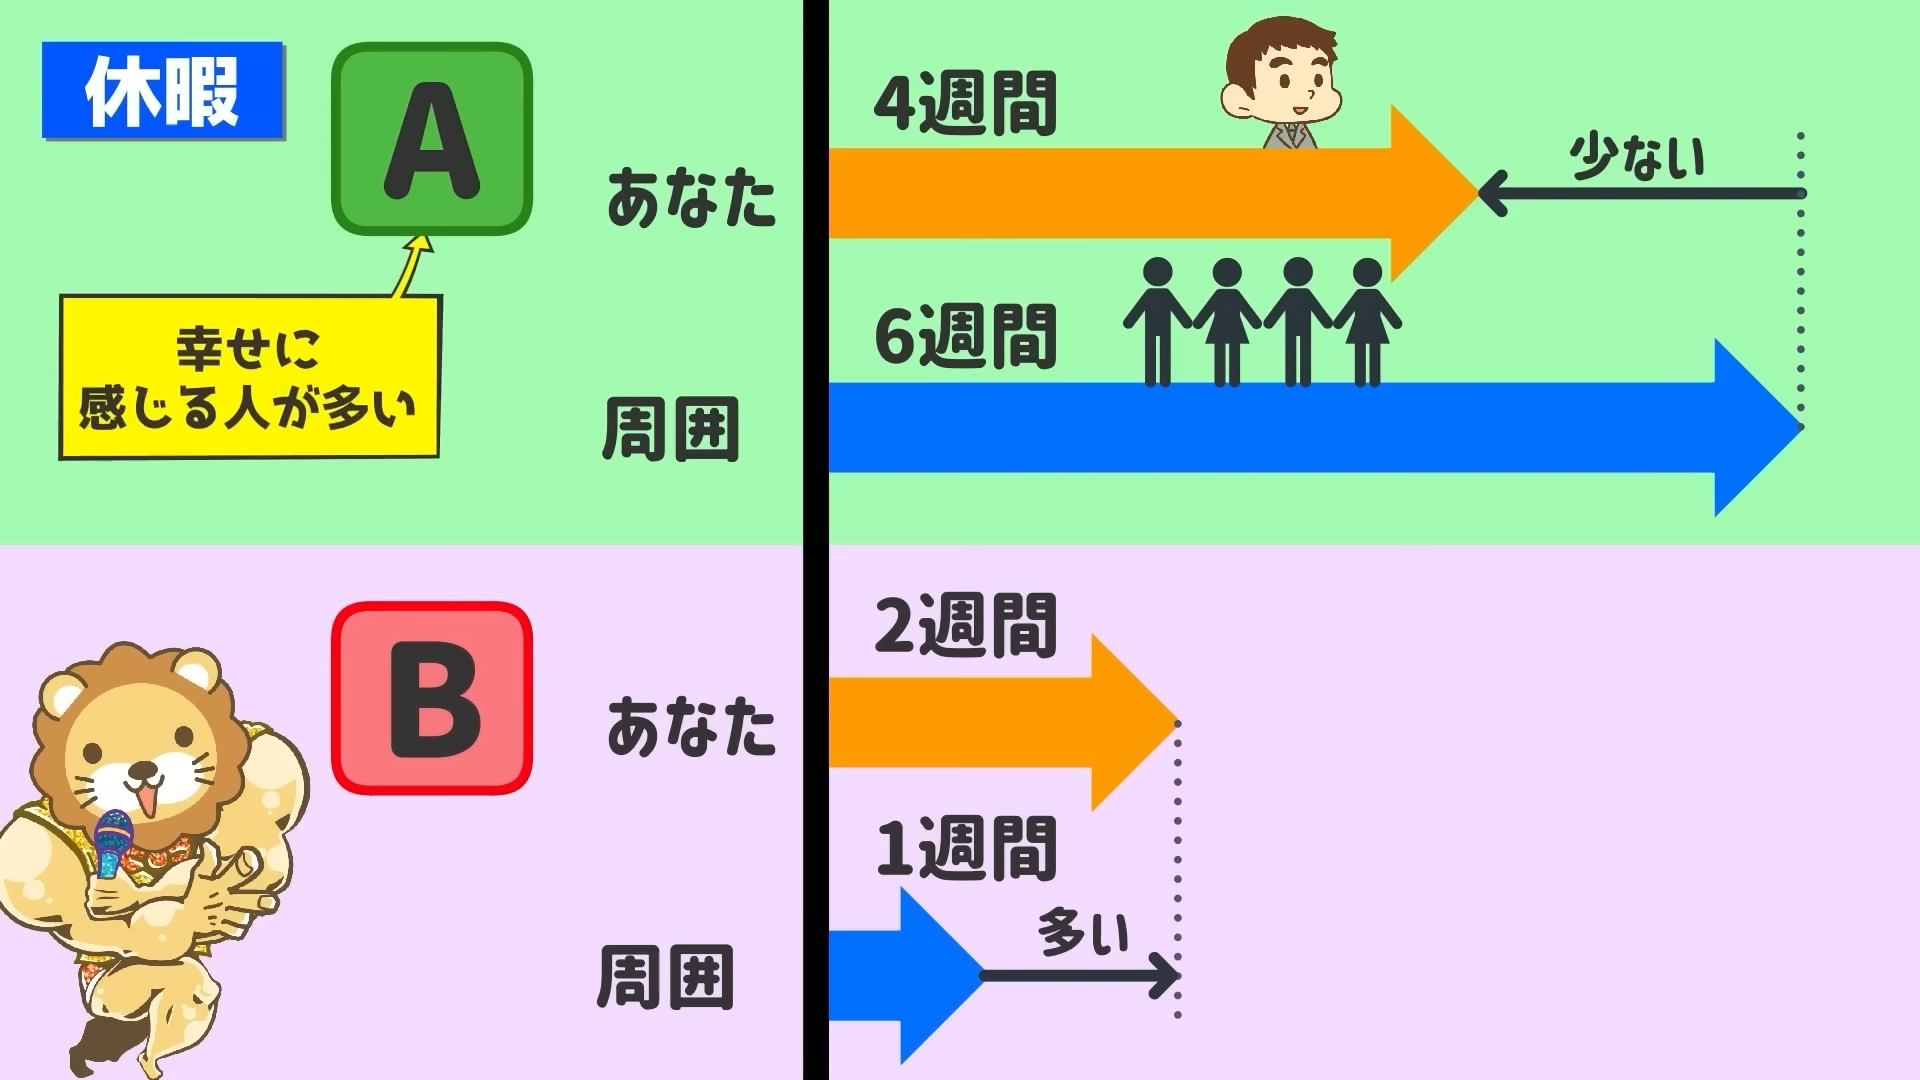 休暇
A
あなた
4週間
少ない
幸せに
感じる人が多い
周囲
6週間
B
あなた
2週間
周囲
1週間
多い